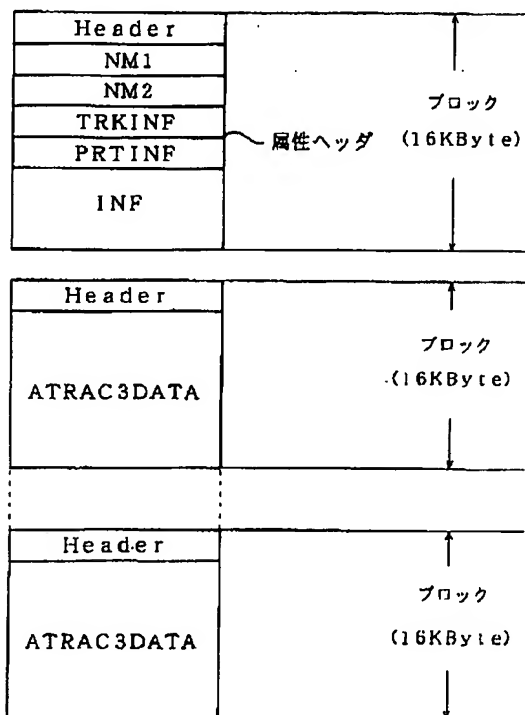 Header
NM1
NM2
TRKINF
PRTINF
INF
属性ヘッダ
ブロック
(16KByte)
Header
ATRAC3DATA
ブロック
(16KByte)
Header
ATRAC3DATA
ブロック
(16KByte)